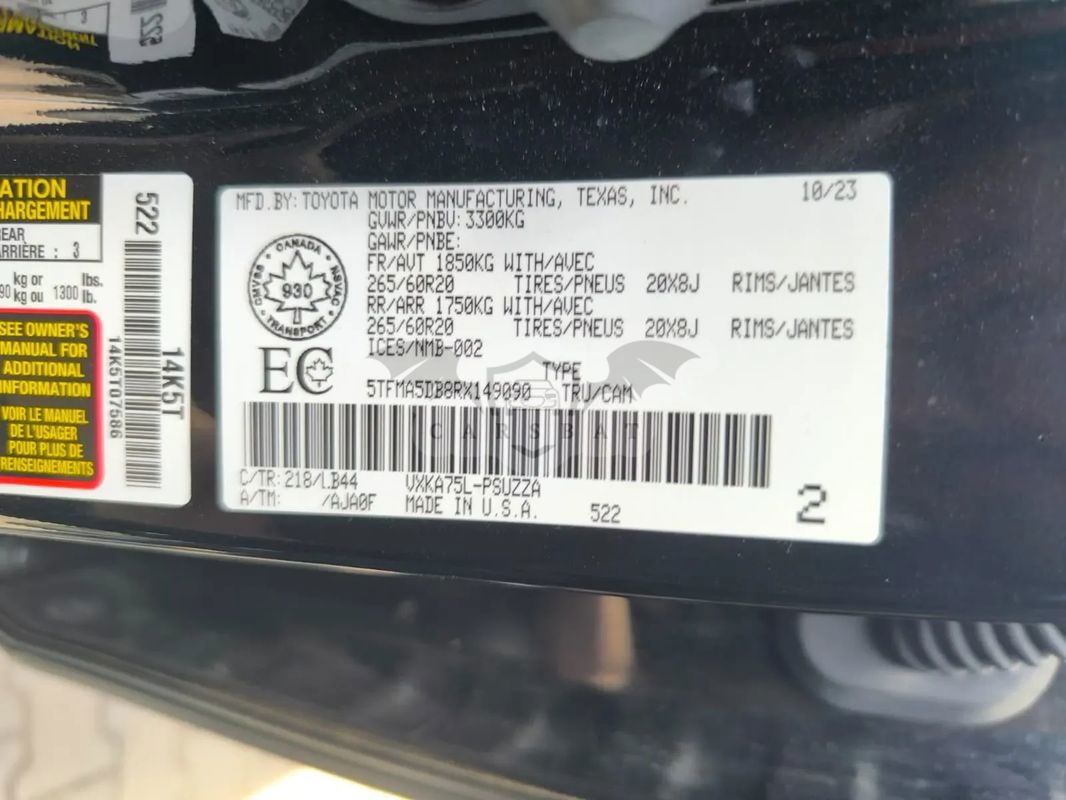 ATION
HARGEMENT
REAR
ARRIÈRE : 3
kg or lbs.
90 kg ou 1300 lb.
SEE OWNER'S
MANUAL FOR
ADDITIONAL
INFORMATION
VOIR LE MANUEL
DE L'USAGER
POUR PLUS DE
RENSEIGNEMENTS
522
14K5T07586
14K5T
MFD.BY: TOYOTA MOTOR MANUFACTURING, TEXAS, INC. 10/23
GVWR/PNBV: 3300KG
GAWR/PNBE:
FR/AVT 1850KG WITH/AVEC
265/60R20 TIRES/PNEUS 20X8J RIMS/JANTES
RR/ARR 1750KG WITH/AVEC
265/60R20 TIRES/PNEUS 20X8J RIMS/JANTES
ICES/NMB-002
CANADA
CMVSS NSVAC
930
TRANSPORT
EC
TYPE
5TFMA5DB8RX149090 TRU/CAM
CARSBAT
C/TR: 218/LB44 VXKA75L-PSUZZA
A/TM: /AJA0F MADE IN U.S.A. 522
2